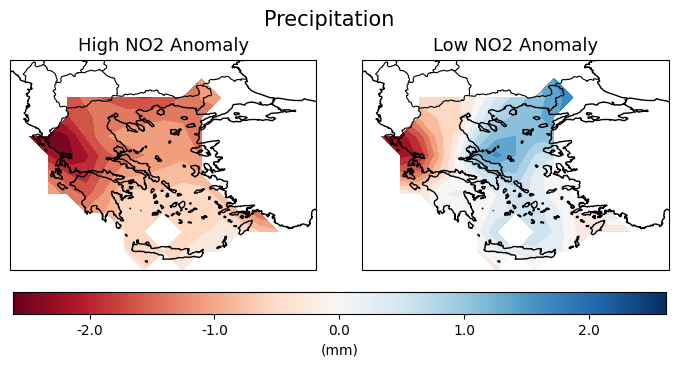 Precipitation
High NO2 Anomaly
Low NO2 Anomaly
-2.0
-1.0
0.0
1.0
2.0
(mm)